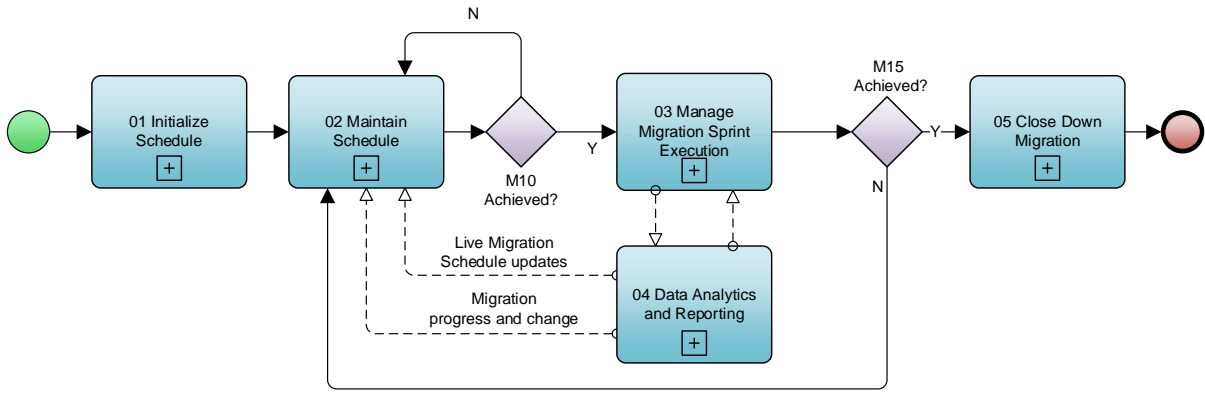 N
01 Initialize
Schedule
02 Maintain
Schedule
M10
Achieved?
Y
03 Manage
Migration Sprint
Execution
M15
Achieved?
Y
N
05 Close Down
Migration
Live Migration
Schedule updates
Migration
progress and change
04 Data Analytics
and Reporting